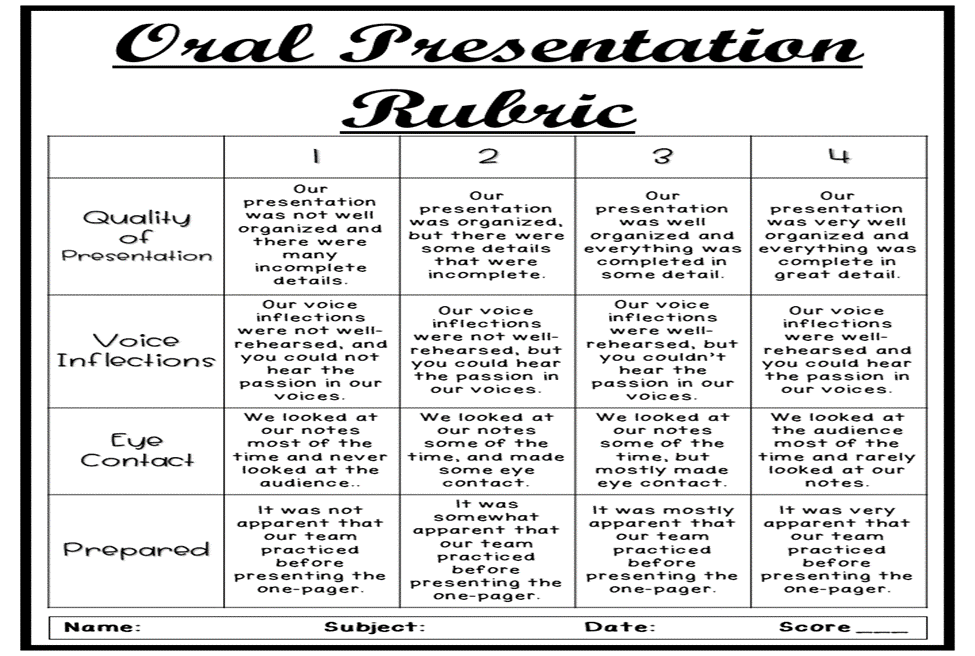 Oral Presentation
Rubric
1
2
3
4
Quality
of
Presentation
Our
presentation
was not well
organized and
there were
many
incomplete
details.
Our
presentation
was organized,
but there were
some details
that were
incomplete.
Our
presentation
was well
organized and
everything was
completed in
some detail.
Our
presentation
was very well
organized and
everything was
complete in
great detail.
Voice
Inflections
Our voice
inflections
were not well-
rehearsed, and
you could not
hear the
passion in our
voices.
Our voice
inflections
were not well-
rehearsed, but
you could hear
the passion in
our voices.
Our voice
inflections
were well-
rehearsed, but
you couldn't
hear the
passion in our
voices.
Our voice
inflections
were well-
rehearsed and
you could hear
the passion in
our voices.
Eye
Contact
We looked at
our notes
most of the
time and never
looked at the
audience..
We looked at
our notes
some of the
time, and made
some eye
contact.
We looked at
our notes
some of the
time, but
mostly made
eye contact.
We looked at
the audience
most of the
time and rarely
looked at our
notes.
Prepared
It was not
apparent that
our team
practiced
before
presenting the
one-pager.
It was
somewhat
apparent that
our team
practiced
before
presenting the
one-pager.
It was mostly
apparent that
our team
practiced
before
presenting the
one-pager.
It was very
apparent that
our team
practiced
before
presenting the
one-pager.
Name: Subject: Date: Score ___